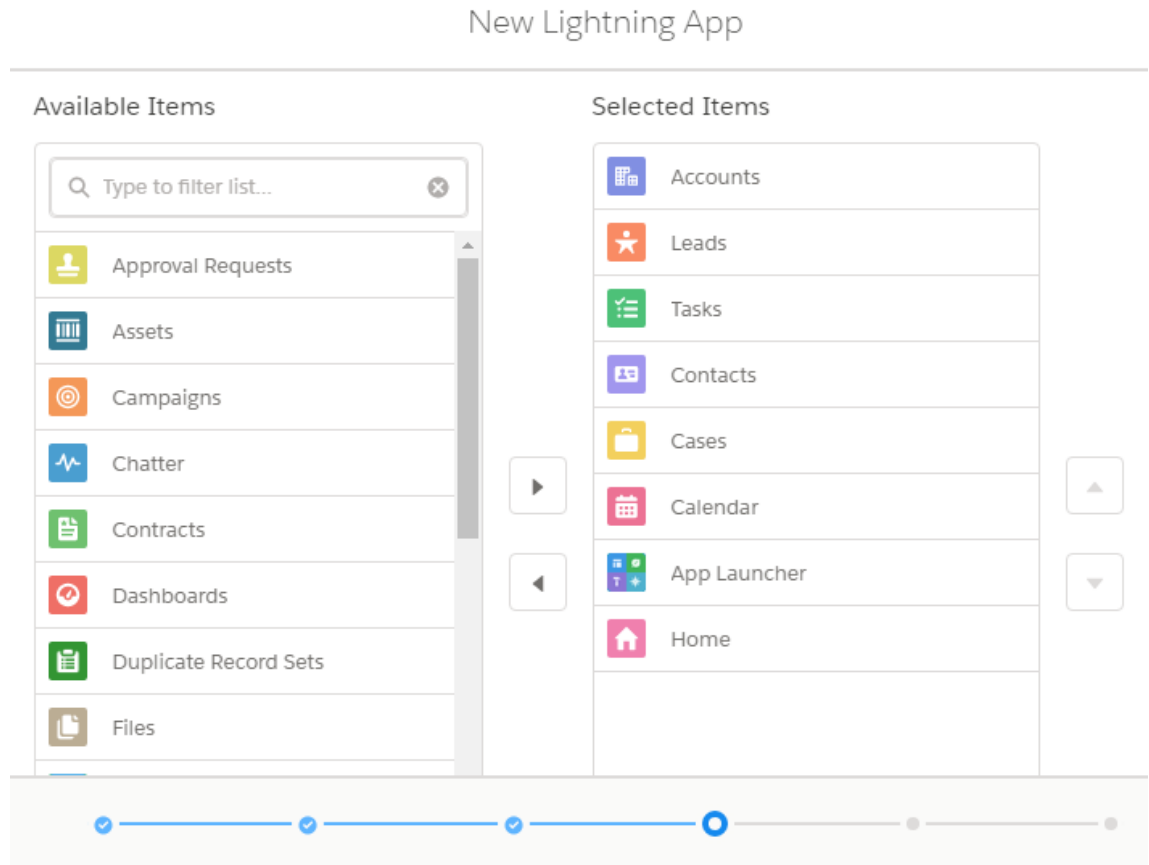 New Lightning App
Available Items
Type to filter list...
Approval Requests
Assets
Campaigns
Chatter
Contracts
Dashboards
Duplicate Record Sets
Files
Selected Items
Accounts
Leads
Tasks
Contacts
Cases
Calendar
App Launcher
Home